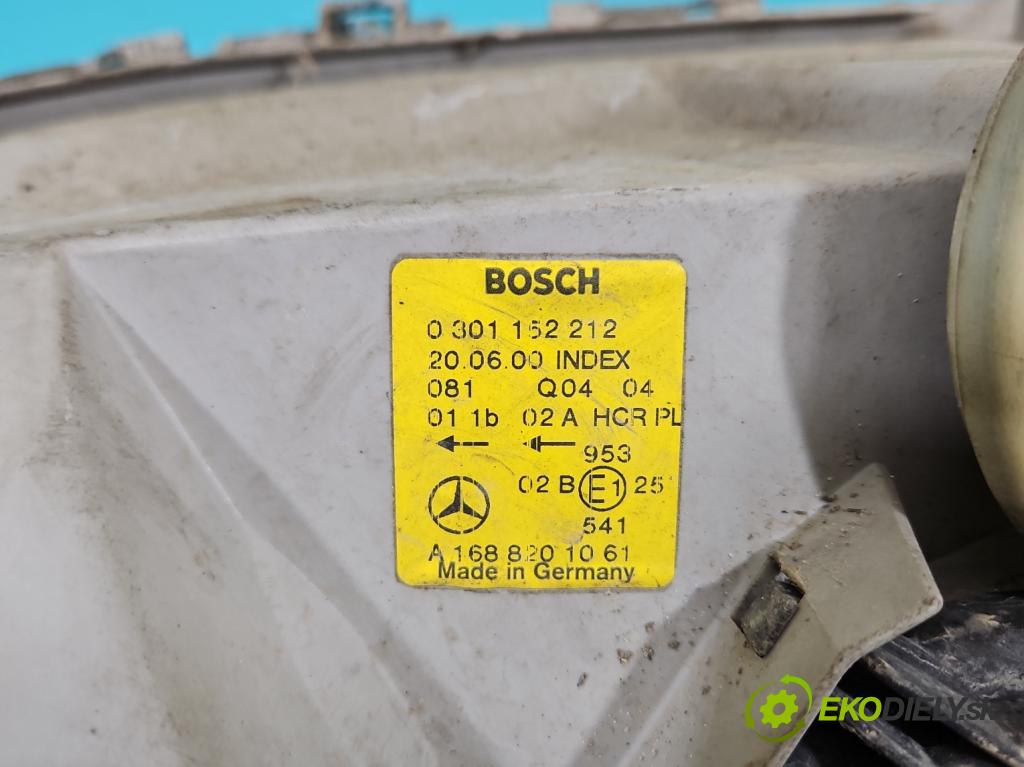 BOSCH
0 301 152 212
20.06.00 INDEX
081 Q04 04
01 1b 02 A HCR PL
953
02 B E1 25
541
A 168 820 10 61
Made in Germany
EKODIELY.SK